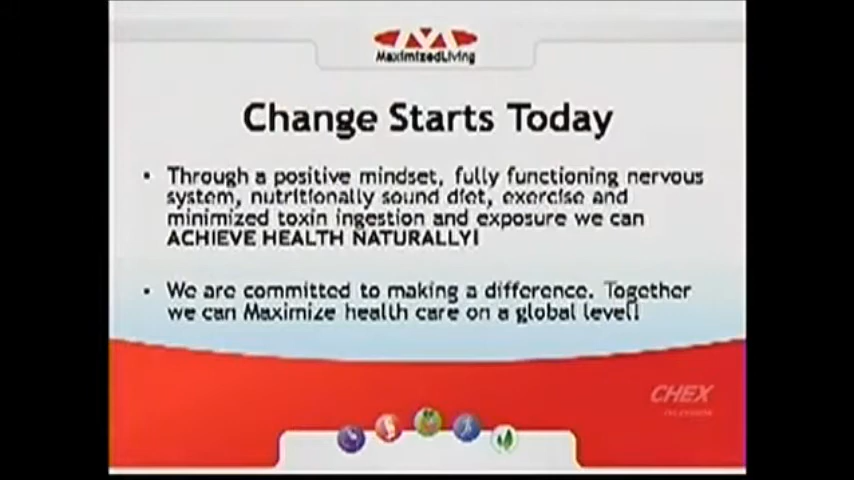 MaximizedLiving
Change Starts Today
• Through a positive mindset, fully functioning nervous
system, nutritionally sound diet, exercise and
minimized toxin ingestion and exposure we can
ACHIEVE HEALTH NATURALLY!
• We are committed to making a difference. Together
we can Maximize health care on a global level!
CHEX
TELEVISION